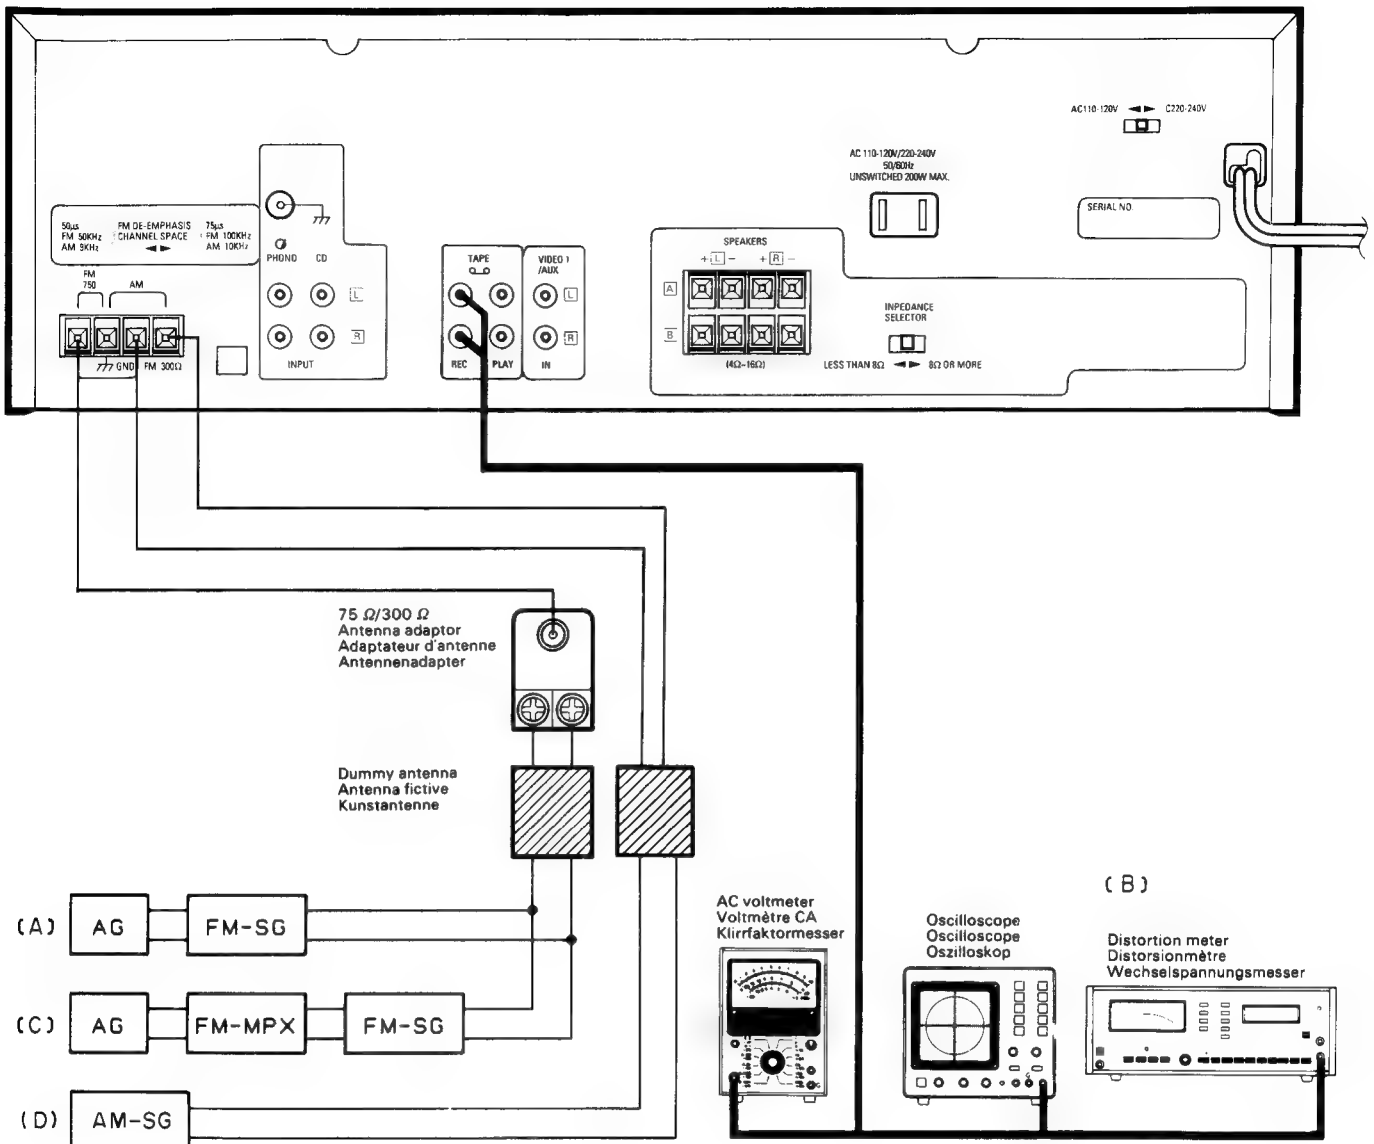 AC110-120V ◄► C220-240V
AC 110-120V/220-240V
50/60Hz
UNSWITCHED 200W MAX.
SERIAL NO.
50µs FM DE-EMPHASIS 75µs
FM 50KHz CHANNEL SPACE FM 100KHz
AM 9KHz ◄► AM 10KHz
PHONO CD
L
R
INPUT
TAPE
REC PLAY
VIDEO 1
/AUX
L
R
IN
SPEAKERS
+ L - + R -
A
B
(4Ω-16Ω)
INPEDANCE
SELECTOR
LESS THAN 8Ω ◄► 8Ω OR MORE
FM
750
AM
GND FM 300Ω
75 Ω/300 Ω
Antenna adaptor
Adaptateur d'antenne
Antennenadapter
Dummy antenna
Antenna fictive
Kunstantenne
(A) AG FM-SG
(C) AG FM-MPX FM-SG
(D) AM-SG
AC voltmeter
Voltmètre CA
Klirrfaktormesser
Oscilloscope
Oscilloscope
Oszilloskop
(B)
Distortion meter
Distorsionmètre
Wechselspannungsmesser